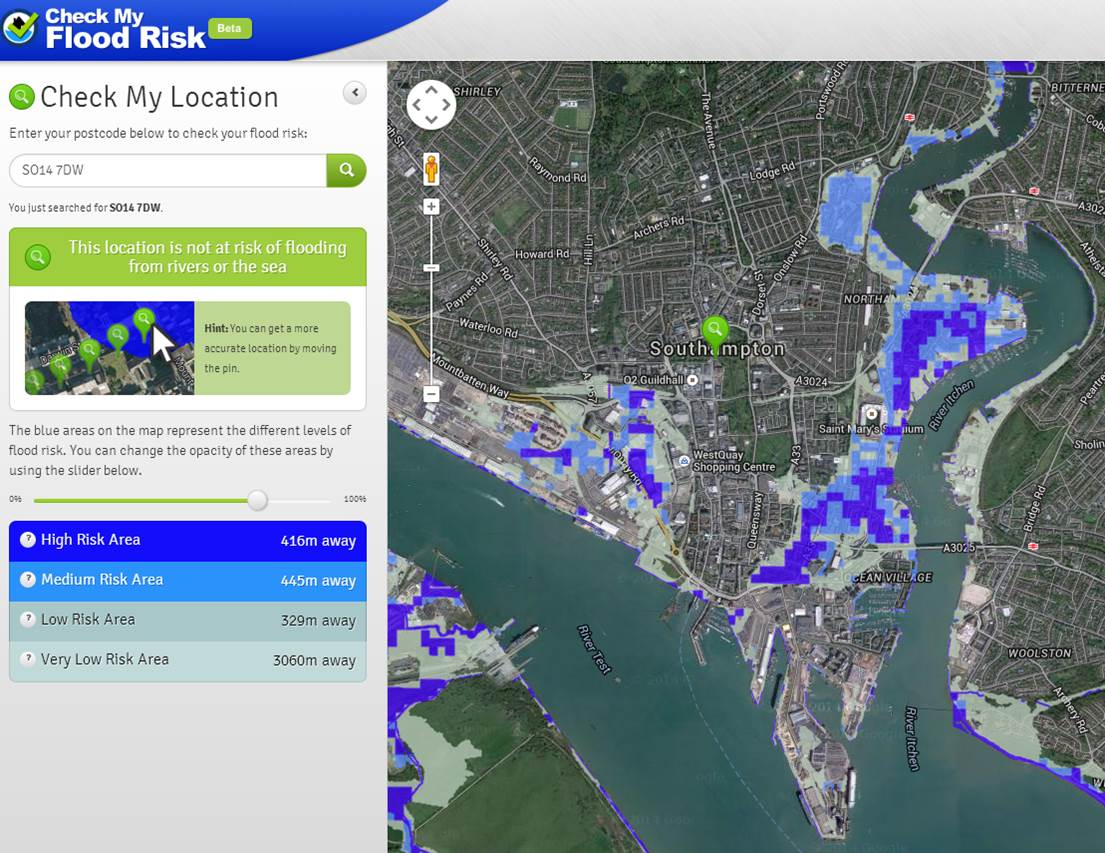 Check My
Flood Risk
Beta
Check My Location
Enter your postcode below to check your flood risk:
SO14 7DW
You just searched for SO14 7DW.
This location is not at risk of flooding
from rivers or the sea
Hint: You can get a more
accurate location by moving
the pin.
The blue areas on the map represent the different levels of
flood risk. You can change the opacity of these areas by
using the slider below.
0%
100%
? High Risk Area 416m away
? Medium Risk Area 445m away
? Low Risk Area 329m away
? Very Low Risk Area 3060m away
SHIRLEY
The Avenue
Portswood R
BITTERNE
Raymond Rd
Lodge Rd
A302
Archers Rd
Shirley Rd
Howard Rd
Hill Ln
Onslow Rd
Paynes Rd
Dorset St
NORTHAM
Waterloo Rd
Southampton
Mountbatten Way
O2 Guildhall
A3024
River Itchen
Saint Mary's Stadium
WestQuay
Shopping Centre
A33
Queensway
Bridge Rd
A3025
OCEAN VILLAGE
WOOLSTON
River Test
Archery Rd
River Itchen